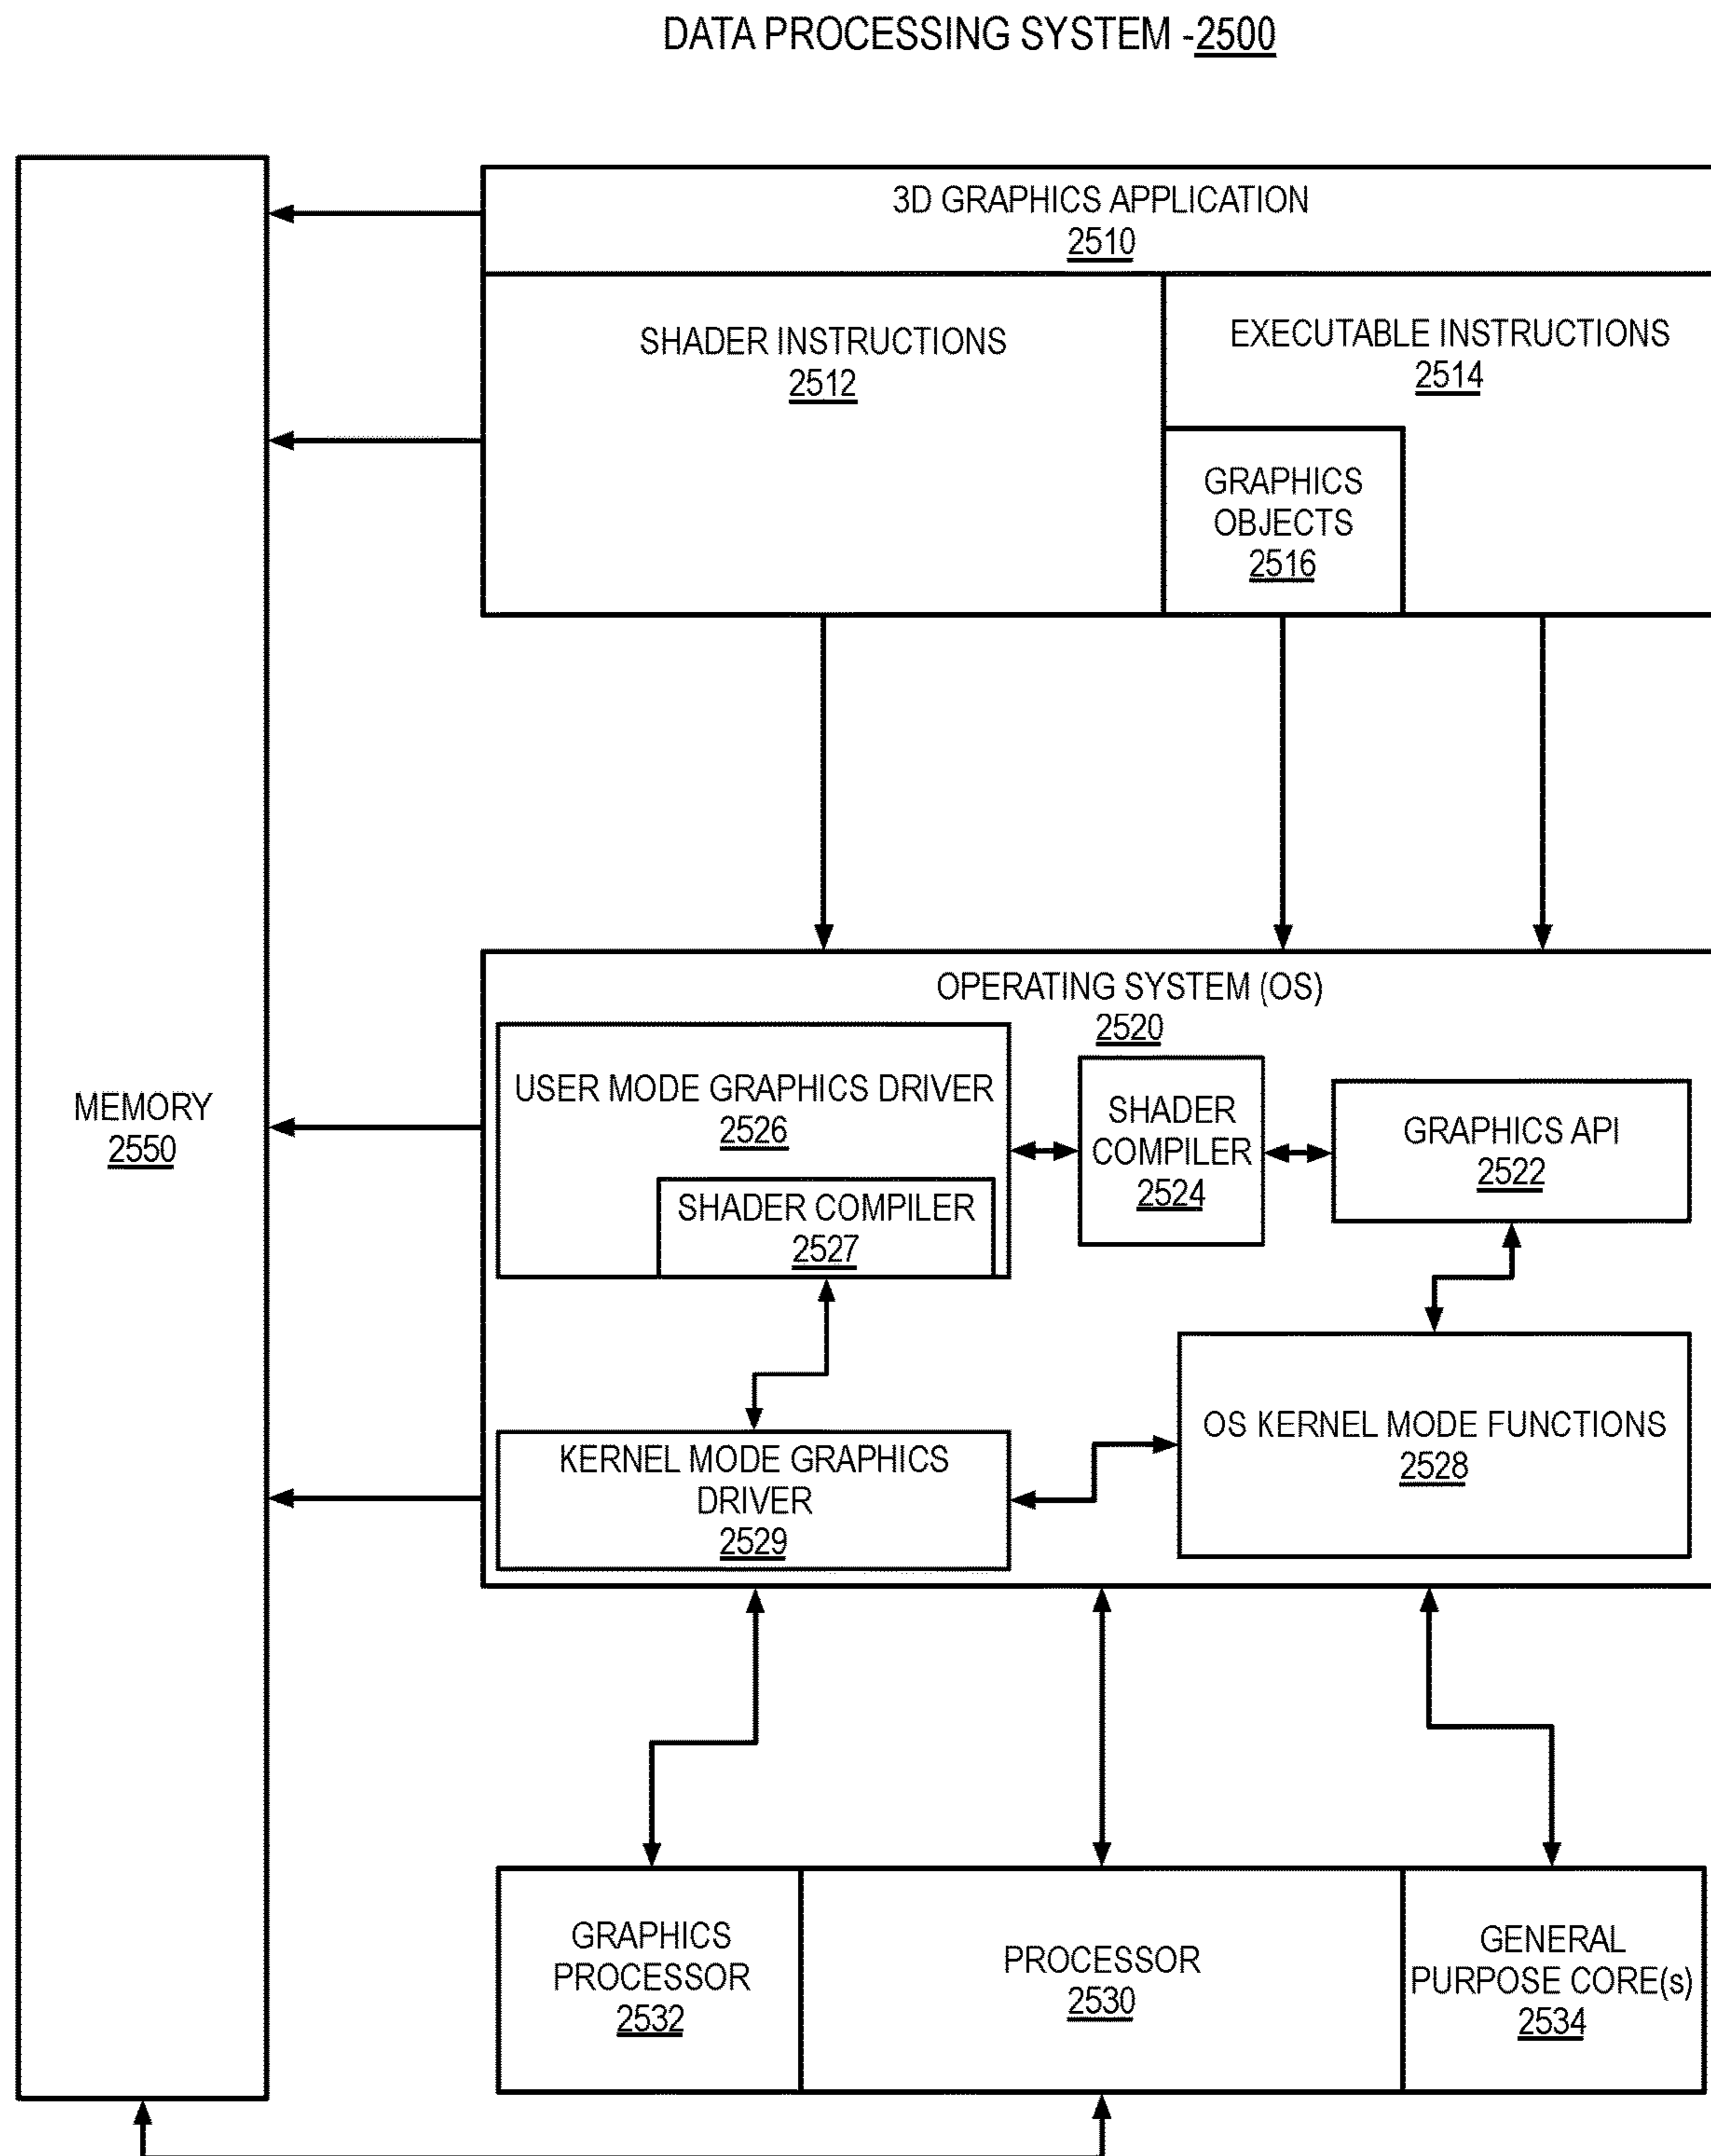 DATA PROCESSING SYSTEM -2500
3D GRAPHICS APPLICATION
2510
SHADER INSTRUCTIONS
2512
EXECUTABLE INSTRUCTIONS
2514
GRAPHICS
OBJECTS
2516
MEMORY
2550
OPERATING SYSTEM (OS)
2520
USER MODE GRAPHICS DRIVER
2526
SHADER COMPILER
2527
SHADER
COMPILER
2524
GRAPHICS API
2522
KERNEL MODE GRAPHICS
DRIVER
2529
OS KERNEL MODE FUNCTIONS
2528
GRAPHICS
PROCESSOR
2532
PROCESSOR
2530
GENERAL
PURPOSE CORE(s)
2534